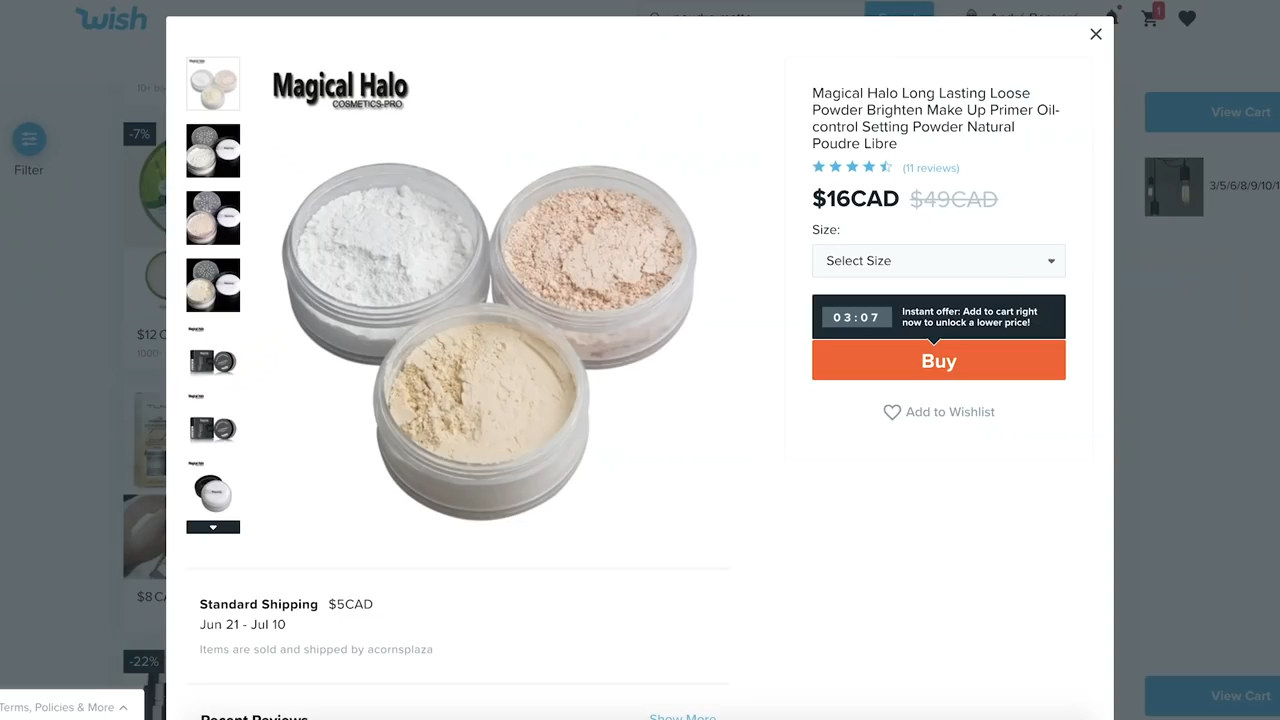 wish
1
10+ bo
-7%
Filter
$12 C
1000
$8 CA
-22%
Terms, Policies & More
Magical Halo
COSMETICS-PRO
Magical Halo Long Lasting Loose
Powder Brighten Make Up Primer Oil-
control Setting Powder Natural
Poudre Libre
(11 reviews)
$16CAD $49CAD
Size:
Select Size
03:07
Instant offer: Add to cart right
now to unlock a lower price!
Buy
Add to Wishlist
Standard Shipping $5CAD
Jun 21 - Jul 10
Items are sold and shipped by acornsplaza
Recent Reviews
Show More
View Cart
3/5/6/8/9/10/1
View Cart